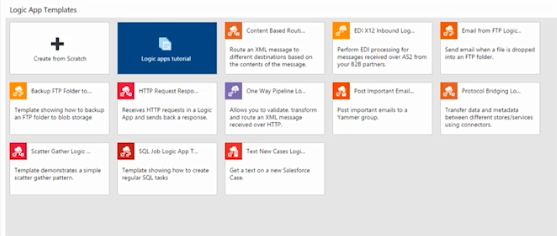 Logic App Templates
Create from Scratch
Logic apps tutorial
Content Based Routi...
Route an XML message to
different destinations based on
the contents of the message.
EDI X12 Inbound Log...
Perform EDI processing for
messages received over AS2 from
your B2B partners.
Email from FTP Logic...
Send email when a file is dropped
into an FTP folder.
Backup FTP Folder to...
Template showing how to backup
an FTP folder to blob storage
HTTP Request Respo...
Receives HTTP requests in a Logic
App and sends back a response.
One Way Pipeline Lo...
Allows you to validate, transform
and route an XML message
received over HTTP.
Post Important Email...
Post important emails to a
Yammer group.
Protocol Bridging Lo...
Transfer data and metadata
between different stores/services
using connectors.
Scatter Gather Logic ...
Template demonstrates a simple
scatter gather pattern.
SQL Job Logic App T...
Template showing how to create
regular SQL tasks
Text New Cases Logi...
Get a text on a new Salesforce
Case.